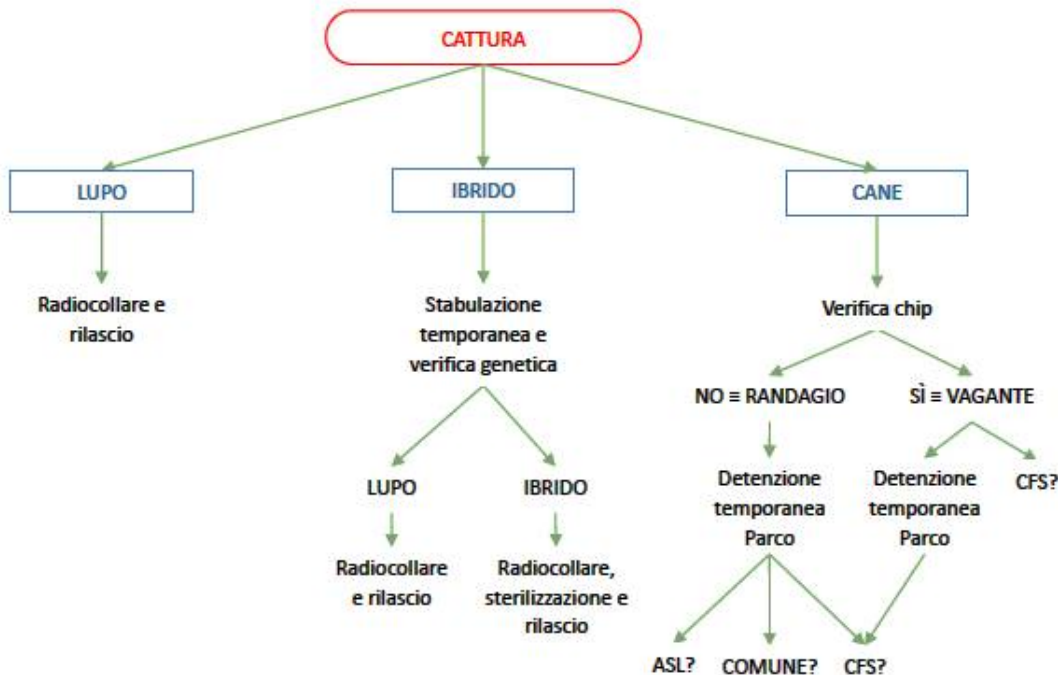 CATTURA
LUPO
IBRIDO
CANE
Radiocollare e
rilascio
Stabulazione
temporanea e
verifica genetica
Verifica chip
NO ≡ RANDAGIO
SÌ ≡ VAGANTE
LUPO
IBRIDO
Detenzione
temporanea
Parco
Detenzione
temporanea
Parco
CFS?
Radiocollare
e rilascio
Radiocollare,
sterilizzazione e
rilascio
ASL?
COMUNE?
CFS?